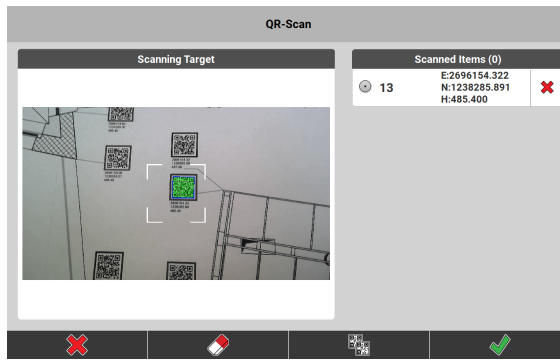 QR-Scan
Scanning Target
Scanned Items (0)
13
E:2696154.322
N:1238285.891
H:485.400